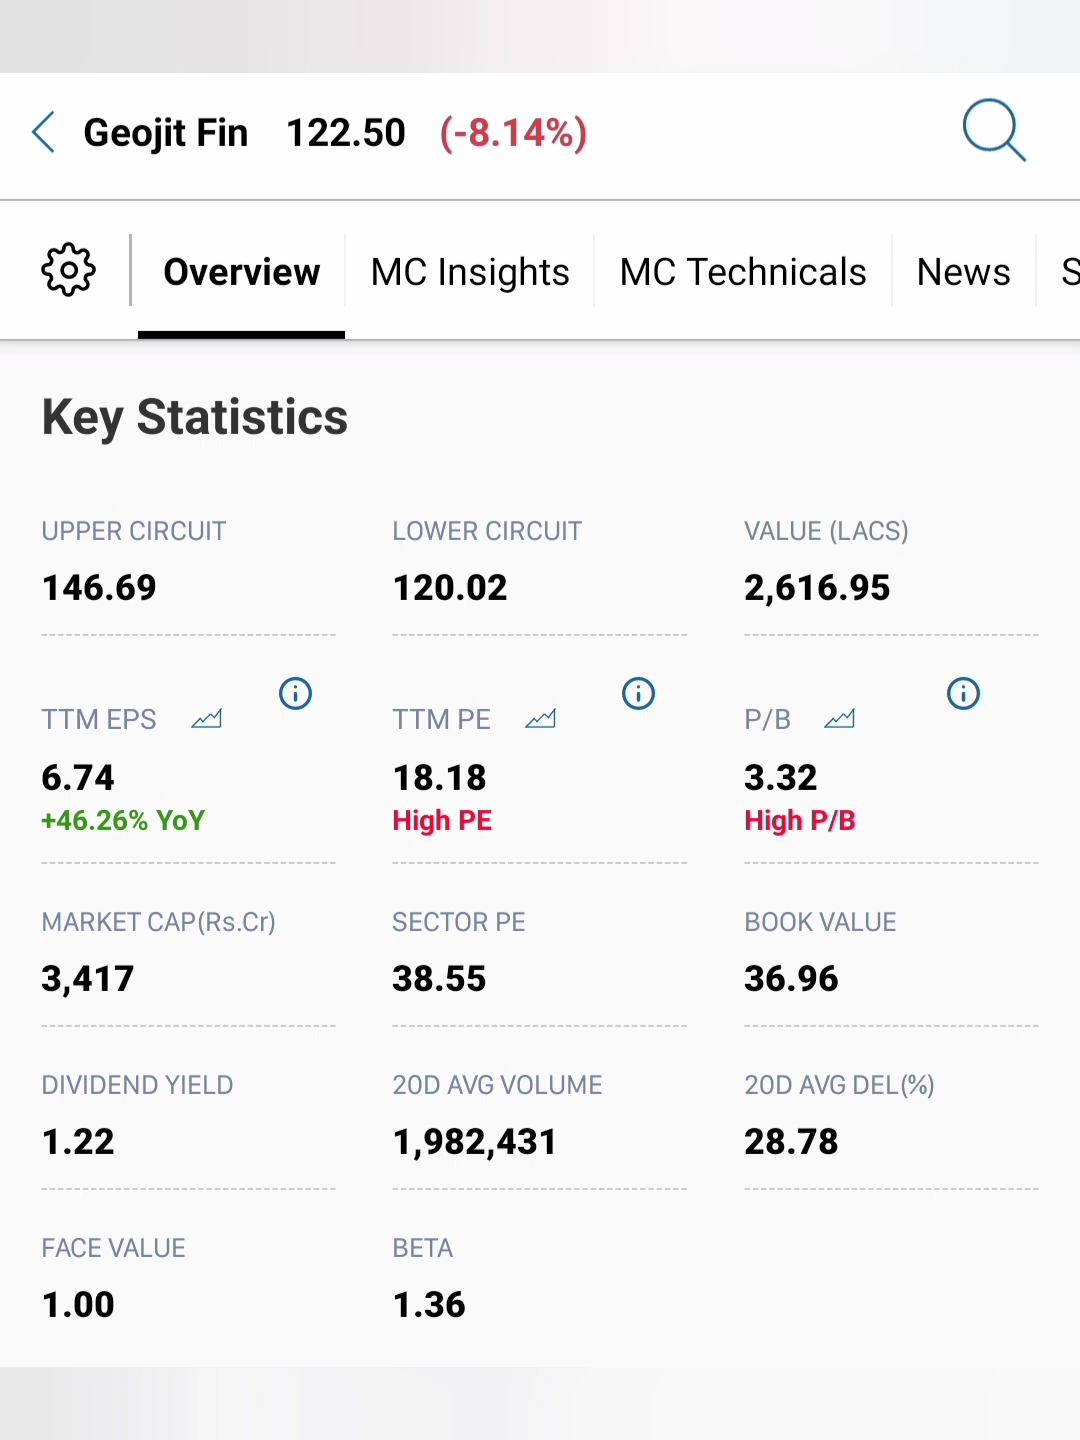 Geojit Fin 122.50 (-8.14%)
Overview MC Insights MC Technicals News S
Key Statistics
UPPER CIRCUIT LOWER CIRCUIT VALUE (LACS)
146.69 120.02 2,616.95
TTM EPS TTM PE P/B
6.74 18.18 3.32
+46.26% YoY High PE High P/B
MARKET CAP(Rs.Cr) SECTOR PE BOOK VALUE
3,417 38.55 36.96
DIVIDEND YIELD 20D AVG VOLUME 20D AVG DEL(%)
1.22 1,982,431 28.78
FACE VALUE BETA
1.00 1.36